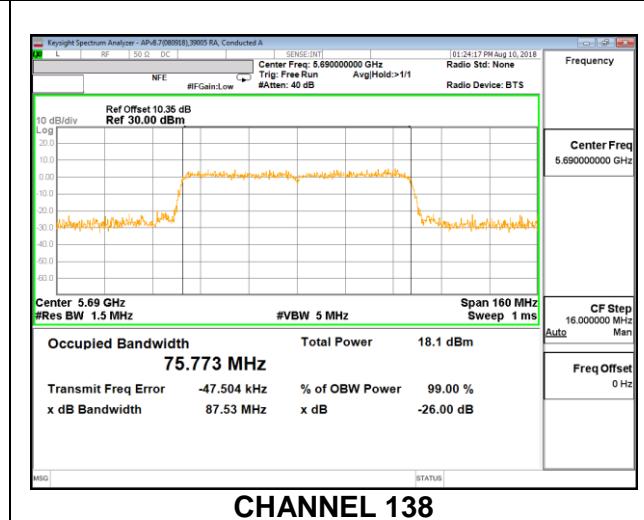 Keysight Spectrum Analyzer - APv8.7(080918),39005 RA, Conducted A
L RF 50 Ω DC SENSE:INT 01:24:17 PM Aug 10, 2018
Center Freq: 5.690000000 GHz Radio Std: None
NFE Trig: Free Run Avg|Hold:>1/1
#IFGain:Low #Atten: 40 dB Radio Device: BTS
Frequency
Ref Offset 10.35 dB
10 dB/div Ref 30.00 dBm
Log
20.0
10.0
0.00
-10.0
-20.0
-30.0
-40.0
-50.0
-60.0
Center 5.69 GHz Span 160 MHz
#Res BW 1.5 MHz #VBW 5 MHz Sweep 1 ms
Center Freq
5.690000000 GHz
CF Step
16.000000 MHz
Auto Man
Freq Offset
0 Hz
Occupied Bandwidth Total Power 18.1 dBm
75.773 MHz
Transmit Freq Error -47.504 kHz % of OBW Power 99.00 %
x dB Bandwidth 87.53 MHz x dB -26.00 dB
MSG STATUS
CHANNEL 138